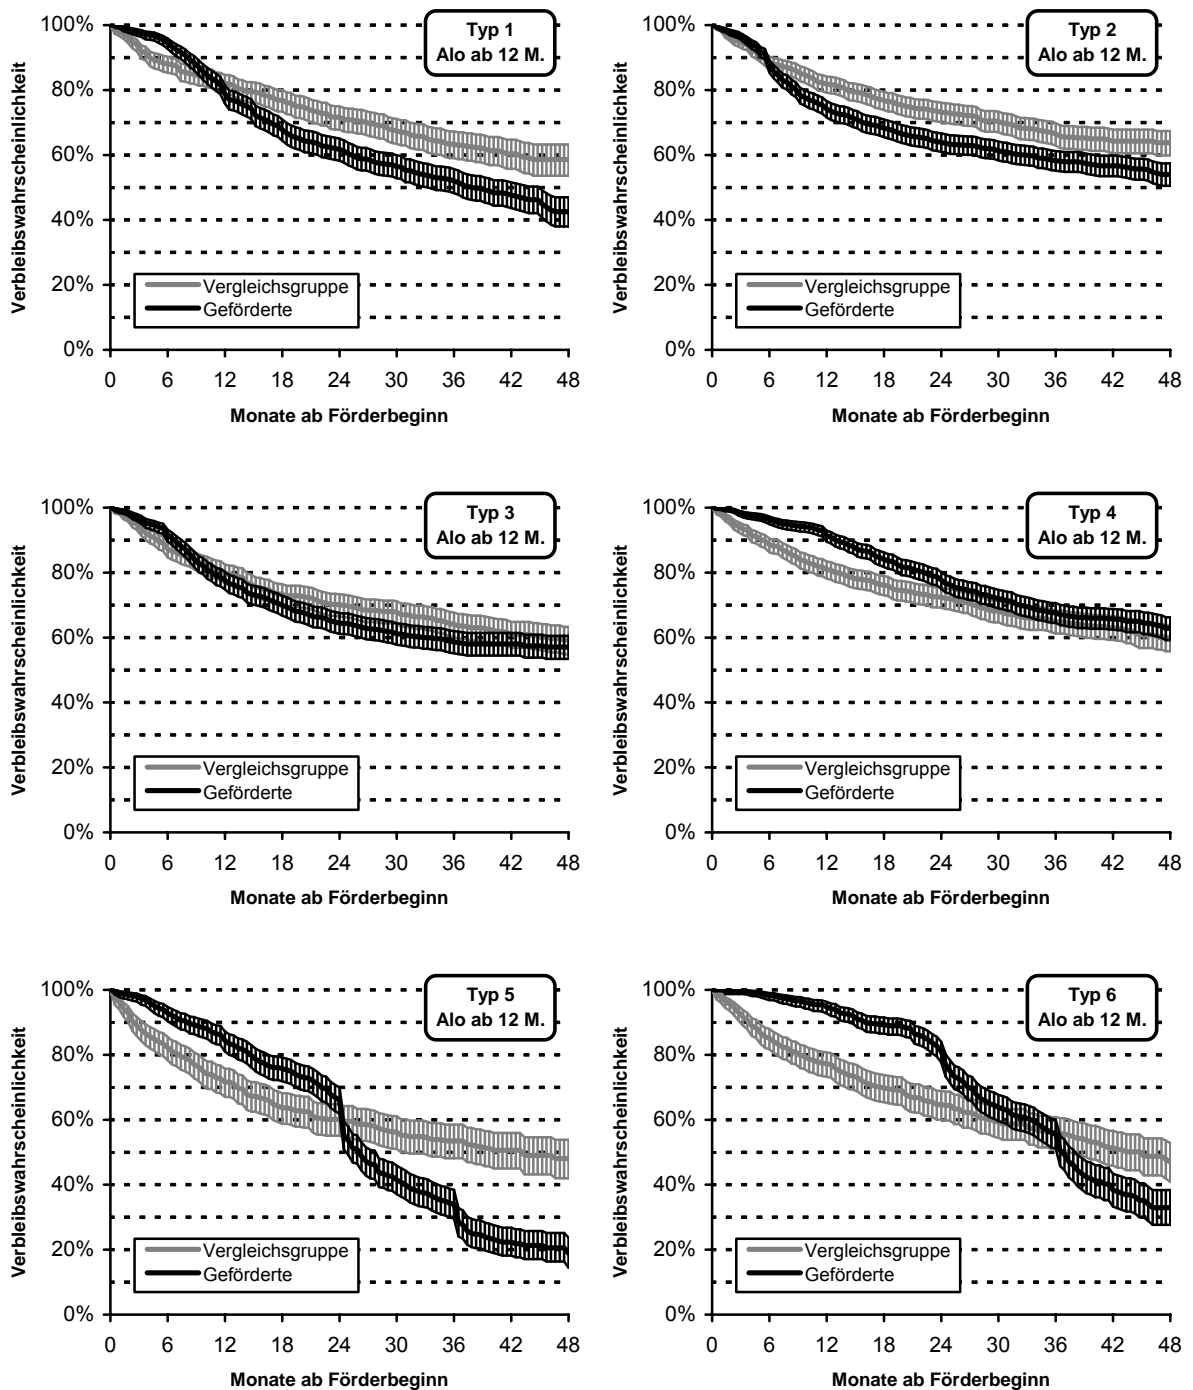 Typ 1
Alo ab 12 M.
Verbleibswahrscheinlichkeit
100%
80%
60%
40%
20%
0%
Vergleichsgruppe
Geförderte
0 6 12 18 24 30 36 42 48
Monate ab Förderbeginn
Typ 2
Alo ab 12 M.
Verbleibswahrscheinlichkeit
100%
80%
60%
40%
20%
0%
Vergleichsgruppe
Geförderte
0 6 12 18 24 30 36 42 48
Monate ab Förderbeginn
Typ 3
Alo ab 12 M.
Verbleibswahrscheinlichkeit
100%
80%
60%
40%
20%
0%
Vergleichsgruppe
Geförderte
0 6 12 18 24 30 36 42 48
Monate ab Förderbeginn
Typ 4
Alo ab 12 M.
Verbleibswahrscheinlichkeit
100%
80%
60%
40%
20%
0%
Vergleichsgruppe
Geförderte
0 6 12 18 24 30 36 42 48
Monate ab Förderbeginn
Typ 5
Alo ab 12 M.
Verbleibswahrscheinlichkeit
100%
80%
60%
40%
20%
0%
Vergleichsgruppe
Geförderte
0 6 12 18 24 30 36 42 48
Monate ab Förderbeginn
Typ 6
Alo ab 12 M.
Verbleibswahrscheinlichkeit
100%
80%
60%
40%
20%
0%
Vergleichsgruppe
Geförderte
0 6 12 18 24 30 36 42 48
Monate ab Förderbeginn